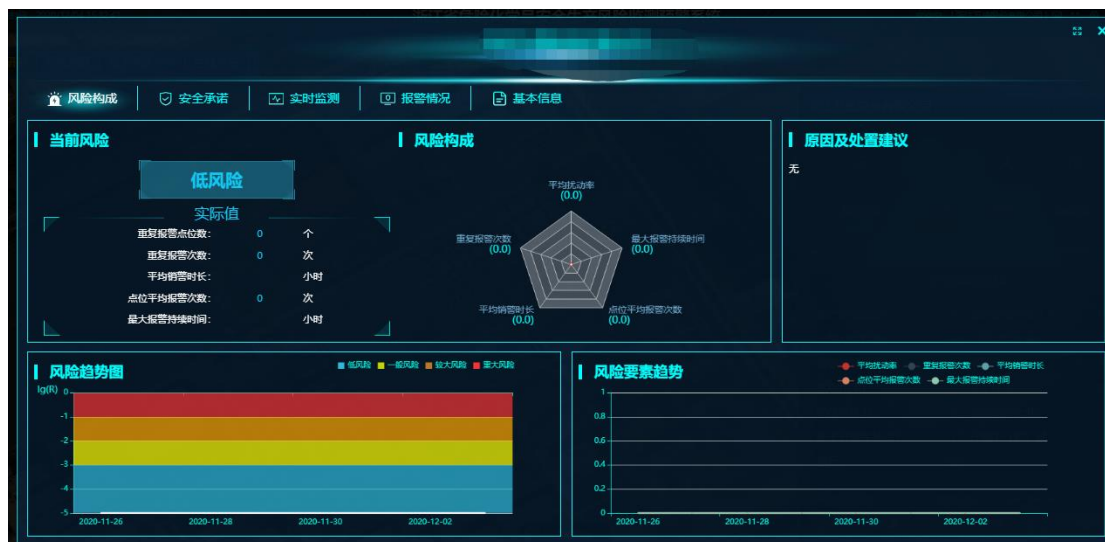 风险构成
安全承诺
实时监测
报警情况
基本信息
当前风险
低风险
实际值
重复报警点位数： 0 个
重复报警次数： 0 次
平均销警时长： 小时
点位平均报警次数： 0 次
最大报警持续时间： 小时
风险构成
平均扰动率
(0.0)
重复报警次数
(0.0)
最大报警持续时间
(0.0)
平均销警时长
(0.0)
点位平均报警次数
(0.0)
原因及处置建议
无
风险趋势图
低风险 一般风险 较大风险 重大风险
lg(R)
0
-1
-2
-3
-4
-5
2020-11-26 2020-11-28 2020-11-30 2020-12-02
风险要素趋势
平均扰动率 重复报警次数 平均销警时长
点位平均报警次数 最大报警持续时间
1
0.8
0.6
0.4
0.2
0
2020-11-26 2020-11-28 2020-11-30 2020-12-02